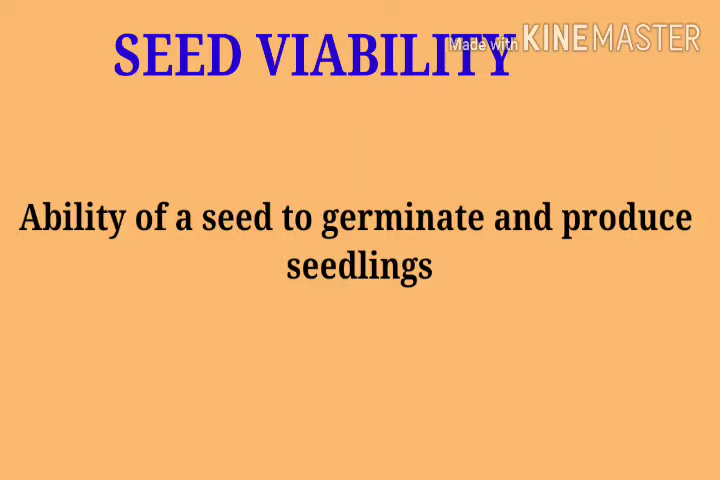 SEED VIABILITY
Made with KINEMASTER
Ability of a seed to germinate and produce
seedlings